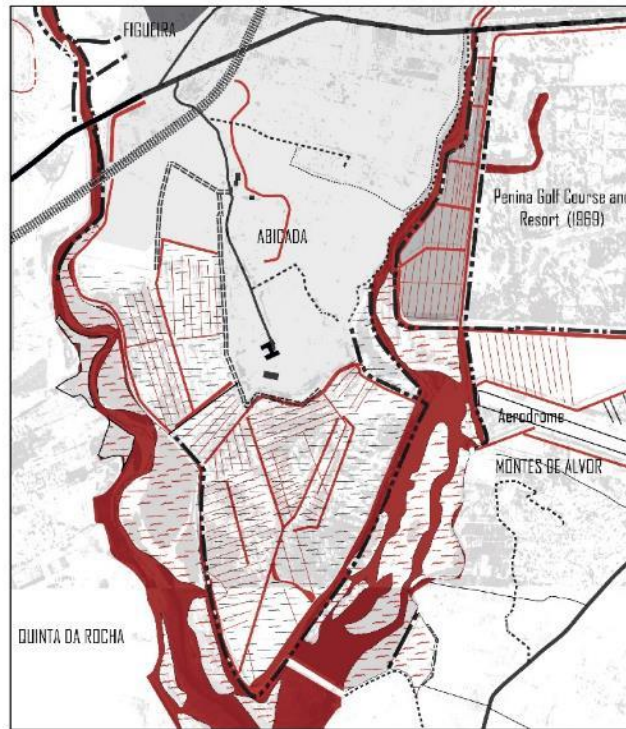 FIGUEIRA
Penina Golf Course and
Resort (1969)
ABICADA
Aerodrome
MONTES DE ALVOR
QUINTA DA ROCHA